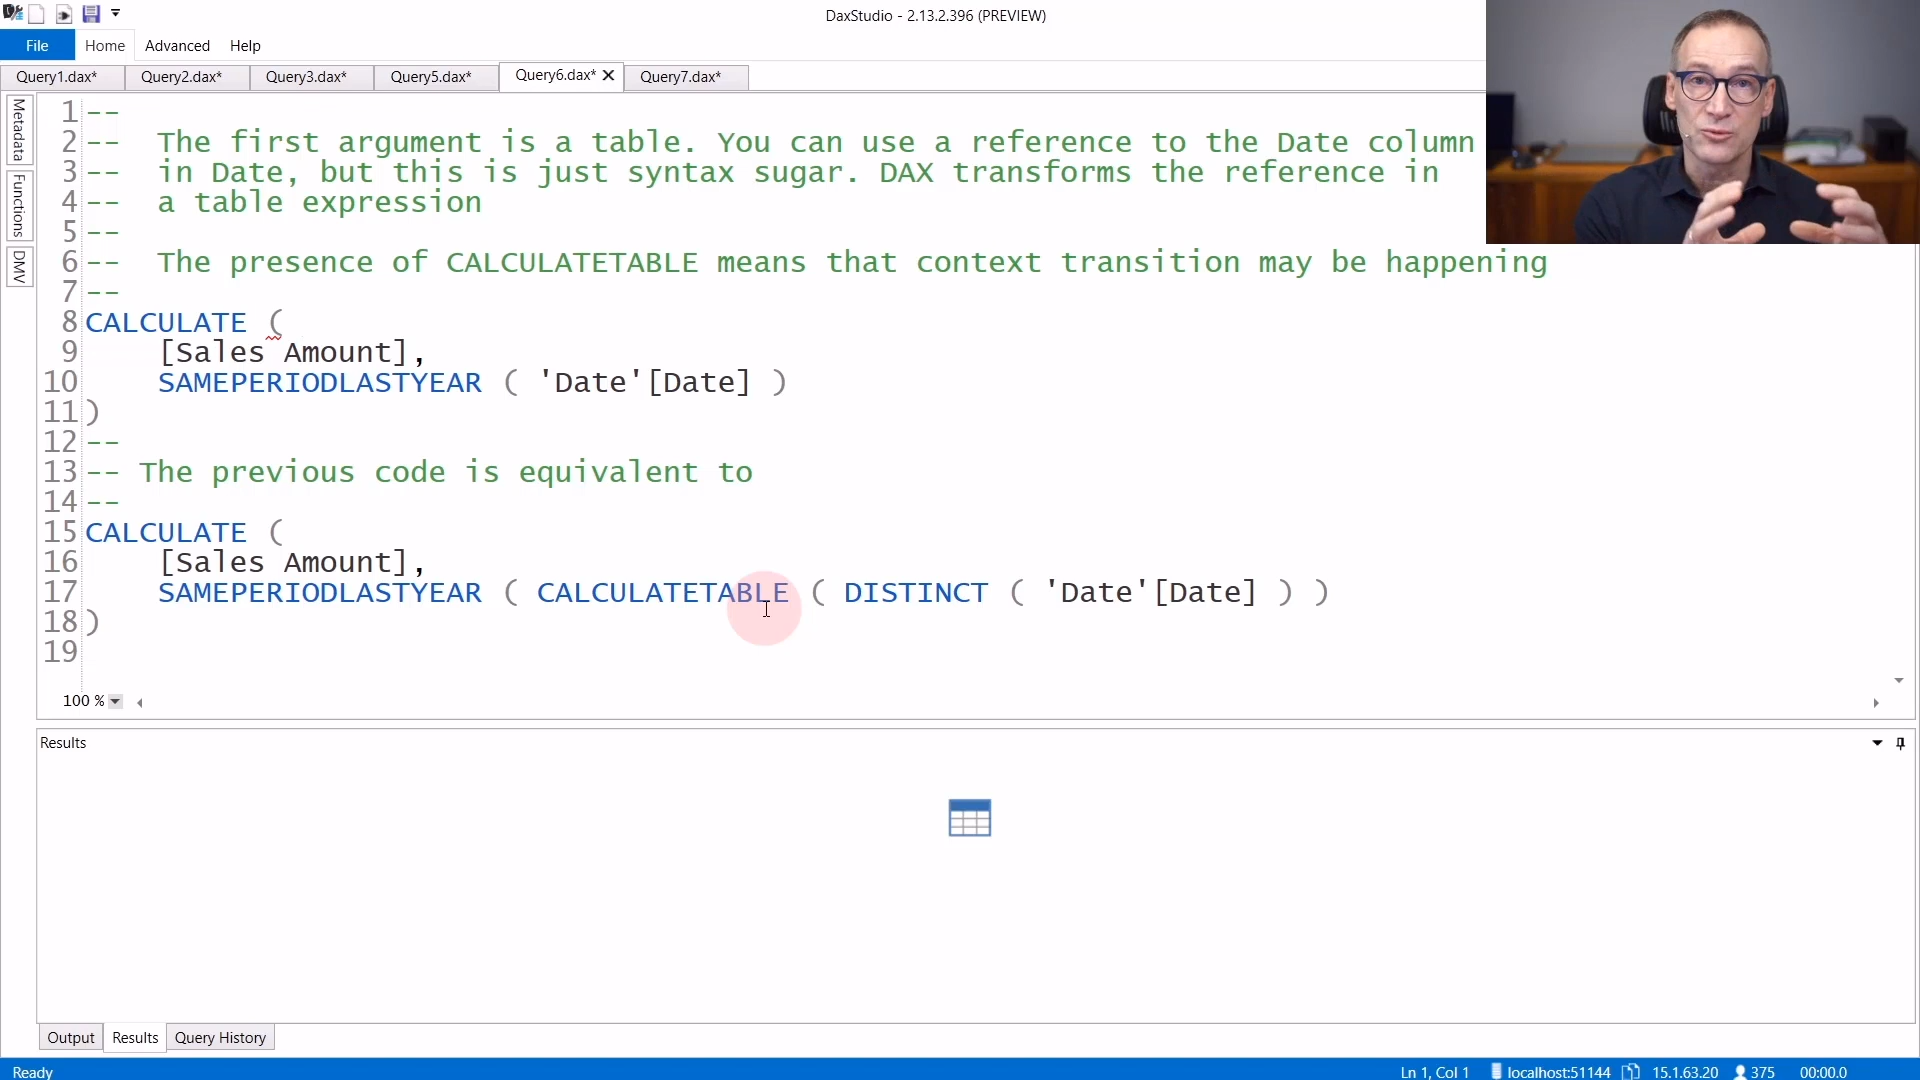 DaxStudio - 2.13.2.396 (PREVIEW)
File Home Advanced Help
Query1.dax* Query2.dax* Query3.dax* Query5.dax* Query6.dax* Query7.dax*
Metadata
Functions
DMV
1 --
2 -- The first argument is a table. You can use a reference to the Date column
3 -- in Date, but this is just syntax sugar. DAX transforms the reference in
4 -- a table expression
5 --
6 -- The presence of CALCULATETABLE means that context transition may be happening
7 --
8 CALCULATE (
9 [Sales Amount],
10 SAMEPERIODLASTYEAR ( 'Date'[Date] )
11 )
12 --
13 -- The previous code is equivalent to
14 --
15 CALCULATE (
16 [Sales Amount],
17 SAMEPERIODLASTYEAR ( CALCULATETABLE ( DISTINCT ( 'Date'[Date] ) )
18 )
19
100 %
Results
Output Results Query History
Ready Ln 1, Col 1 localhost:51144 15.1.63.20 375 00:00.0